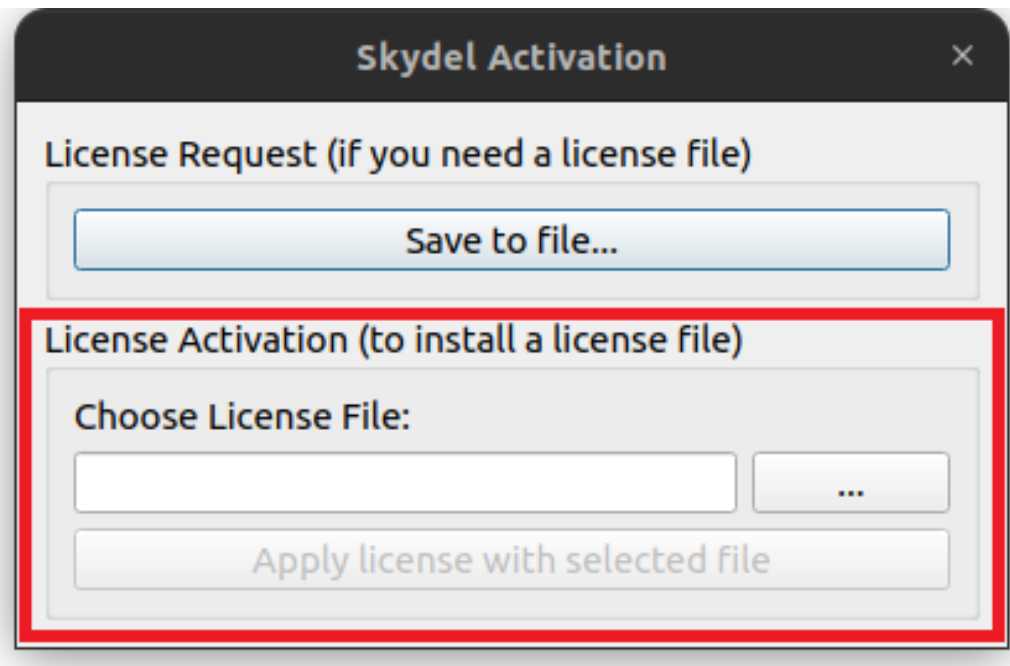 Skydel Activation
License Request (if you need a license file)
Save to file...
License Activation (to install a license file)
Choose License File:
...
Apply license with selected file